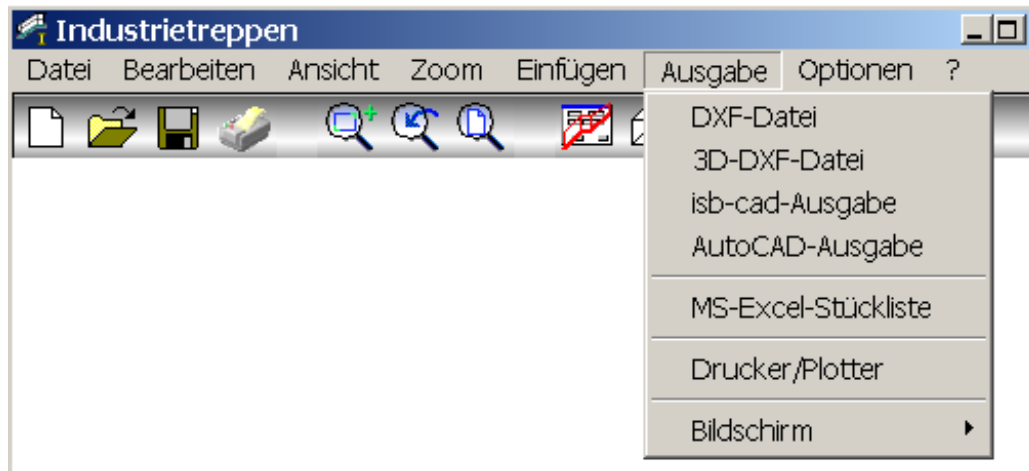 Industrietreppen
Datei Bearbeiten Ansicht Zoom Einfügen Ausgabe Optionen ?
DXF-Datei
3D-DXF-Datei
isb-cad-Ausgabe
AutoCAD-Ausgabe
MS-Excel-Stückliste
Drucker/Plotter
Bildschirm